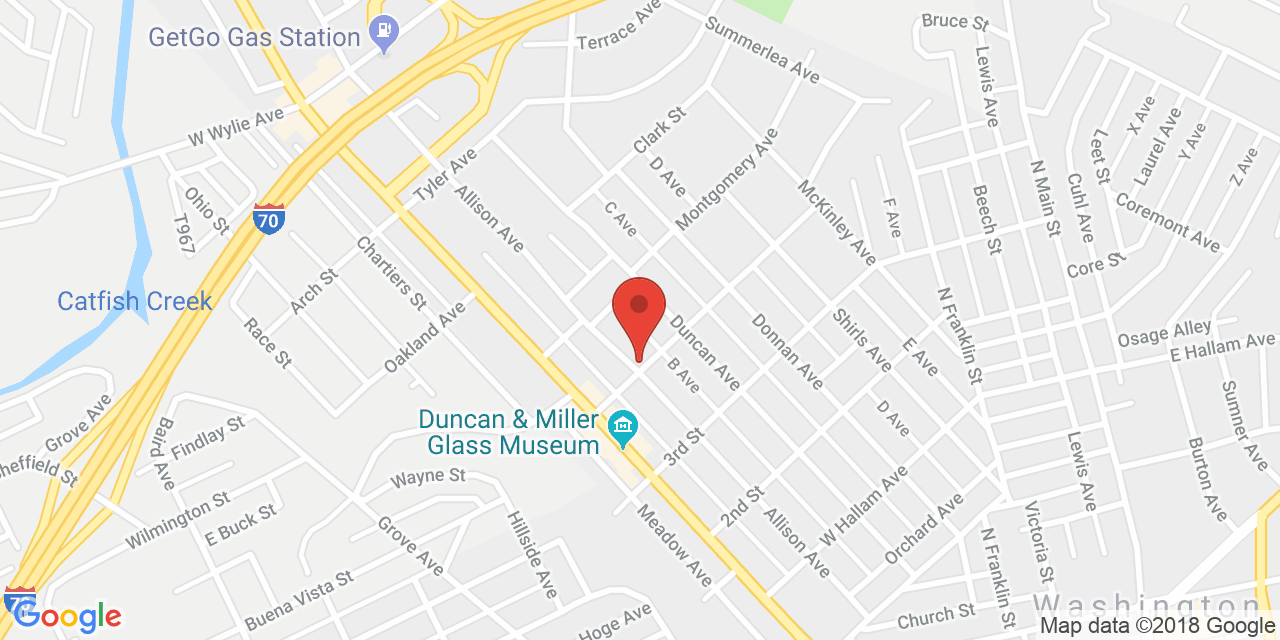 GetGo Gas Station
Terrace Ave
Summerlea Ave
Bruce St
Lewis Ave
W Wylie Ave
Clark St
X Ave
Laurel Ave
Y Ave
Z Ave
Leet St
Tyler Ave
D Ave
Montgomery Ave
McKinley Ave
F Ave
Beech St
N Main St
Cuhl Ave
Coremont Ave
Ohio St
T967
70
Allison Ave
C Ave
Core St
Chartiers St
Arch St
Catfish Creek
Oakland Ave
Race St
Duncan Ave
B Ave
Donnan Ave
Shirls Ave
E Ave
N Franklin St
Osage Alley
E Hallam Ave
Grove Ave
Sheffield St
Baird Ave
Findlay St
Duncan & Miller
Glass Museum
3rd St
D Ave
Lewis Ave
Sumner Ave
Burton Ave
Wayne St
Wilmington St
E Buck St
Grove Ave
Hillside Ave
Meadow Ave
2nd St
Allison Ave
W Hallam Ave
Orchard Ave
N Franklin St
Victoria St
Buena Vista St
Hoge Ave
Church St
Washington
Google
Map data ©2018 Google